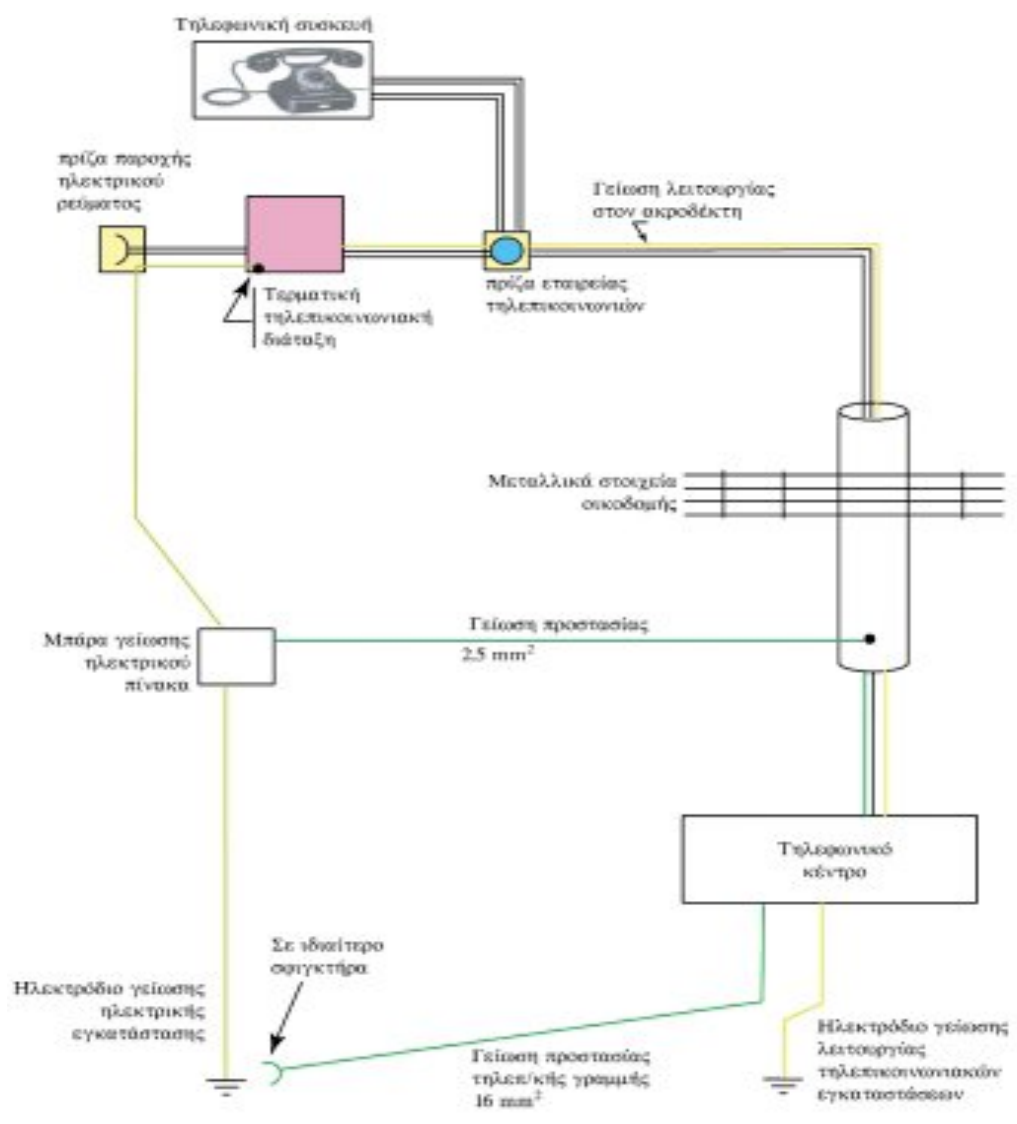 Τηλεφωνική συσκευή
πρίζα παροχής
ηλεκτρικού
ρεύματος
Γείωση λειτουργίας
στον ακροδέκτη
πρίζα εταιρείας
τηλεπικοινωνιών
Τερματική
τηλεπικοινωνιακή
διάταξη
Μεταλλικά στοιχεία
οικοδομής
Γείωση προστασίας
2.5 mm²
Μπάρα γείωσης
ηλεκτρικού
πίνακα
Τηλεφωνικό
κέντρο
Σε ιδιαίτερο
σφιγκτήρα
Ηλεκτρόδιο γείωσης
ηλεκτρικής
εγκατάστασης
Γείωση προστασίας
τηλεπ/κής γραμμής
16 mm²
Ηλεκτρόδιο γείωσης
λειτουργίας
τηλεπικοινωνιακών
εγκαταστάσεων